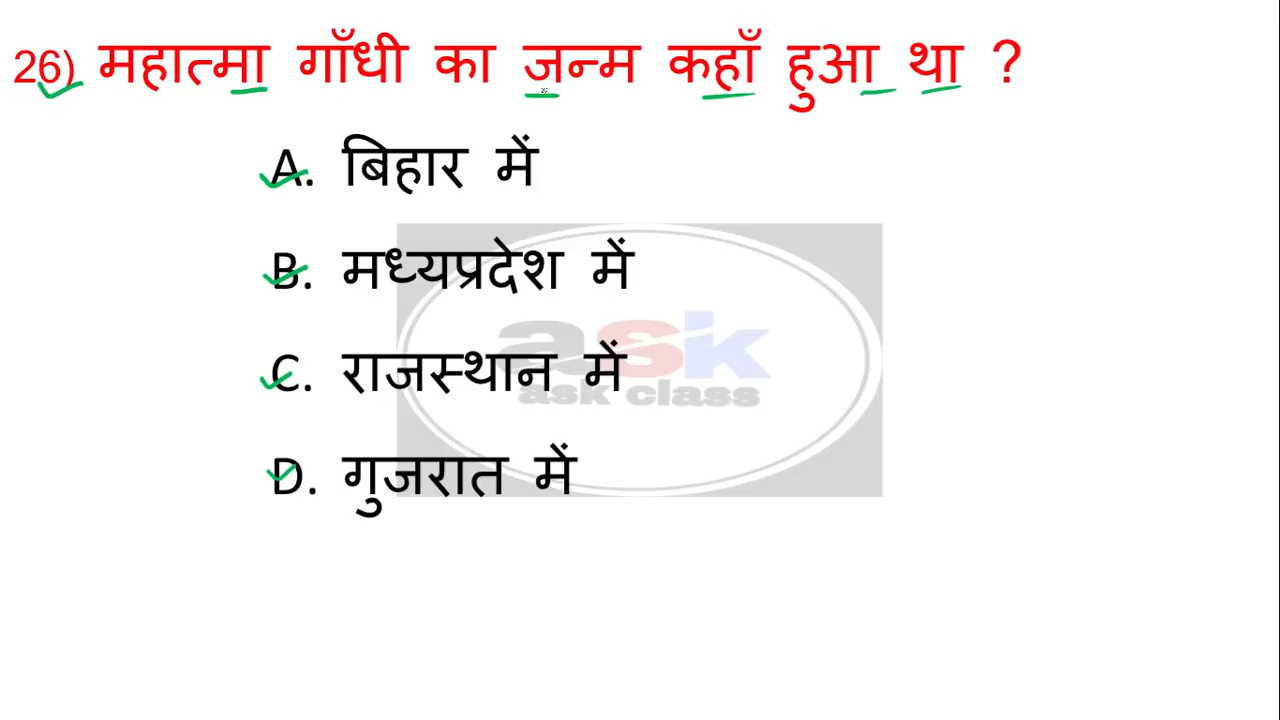 26) महात्मा गाँधी का जन्म कहाँ हुआ था ?
A. बिहार में
B. मध्यप्रदेश में
C. राजस्थान में
ask
ask class
D. गुजरात में